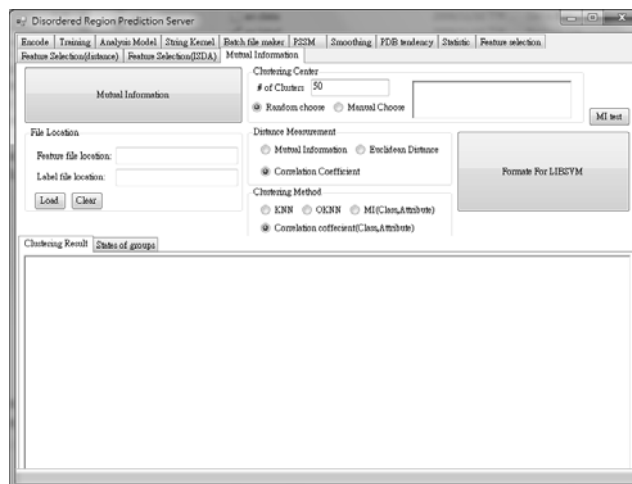 Disordered Region Prediction Server
Encode Training Analysis Model String Kernel Batch file maker PSSM Smoothing PDB tendency Statistic Feature selection
Feature Selection(distance) Feature Selection(LSDA) Mutual Information
Mutual Information
Clustering Center
# of Clusters 50
Random choose Manual Choose
MI test
File Location
Feature file location:
Label file location:
Load Clear
Distance Measurement
Mutual Information Euclidean Distance
Correlation Coefficient
Formate For LIBSVM
Clustering Method
KNN OKNN MI(Class,Attribute)
Correlation coffecient(Class,Attribute)
Clustering Result States of groups